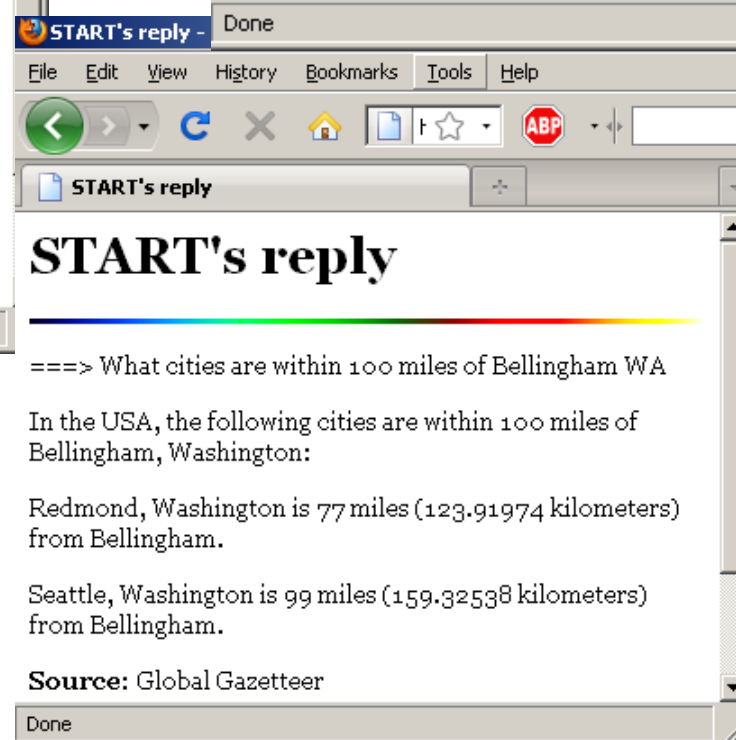 Done
START's reply -
File Edit View History Bookmarks Tools Help
ABP
START's reply
START's reply
===> What cities are within 100 miles of Bellingham WA
In the USA, the following cities are within 100 miles of
Bellingham, Washington:
Redmond, Washington is 77 miles (123.91974 kilometers)
from Bellingham.
Seattle, Washington is 99 miles (159.32538 kilometers)
from Bellingham.
Source: Global Gazetteer
Done